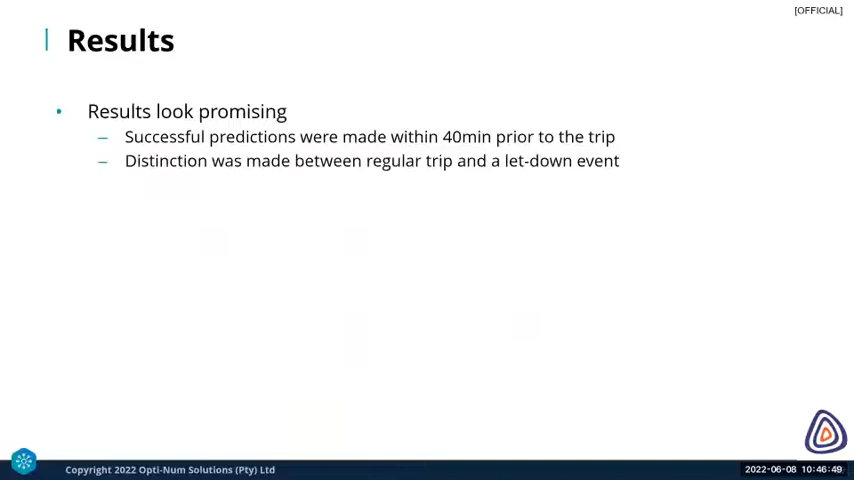 [OFFICIAL]
Results
• Results look promising
– Successful predictions were made within 40min prior to the trip
– Distinction was made between regular trip and a let-down event
Copyright 2022 Opti-Num Solutions (Pty) Ltd
2022-06-08 10:46:49